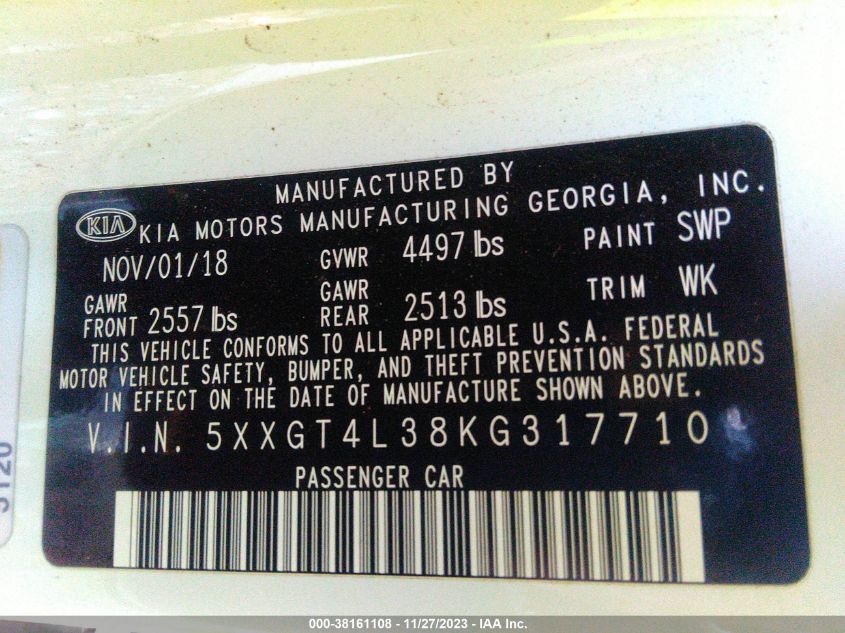 MANUFACTURED BY
KIA KIA MOTORS MANUFACTURING GEORGIA, INC.
NOV/01/18 GVWR 4497 lbs PAINT SWP
GAWR FRONT 2557 lbs GAWR REAR 2513 lbs TRIM WK
THIS VEHICLE CONFORMS TO ALL APPLICABLE U.S.A. FEDERAL
MOTOR VEHICLE SAFETY, BUMPER, AND THEFT PREVENTION STANDARDS
IN EFFECT ON THE DATE OF MANUFACTURE SHOWN ABOVE.
V.I.N. 5XXGT4L38KG317710
PASSENGER CAR
000-38161108 - 11/27/2023 - IAA Inc.